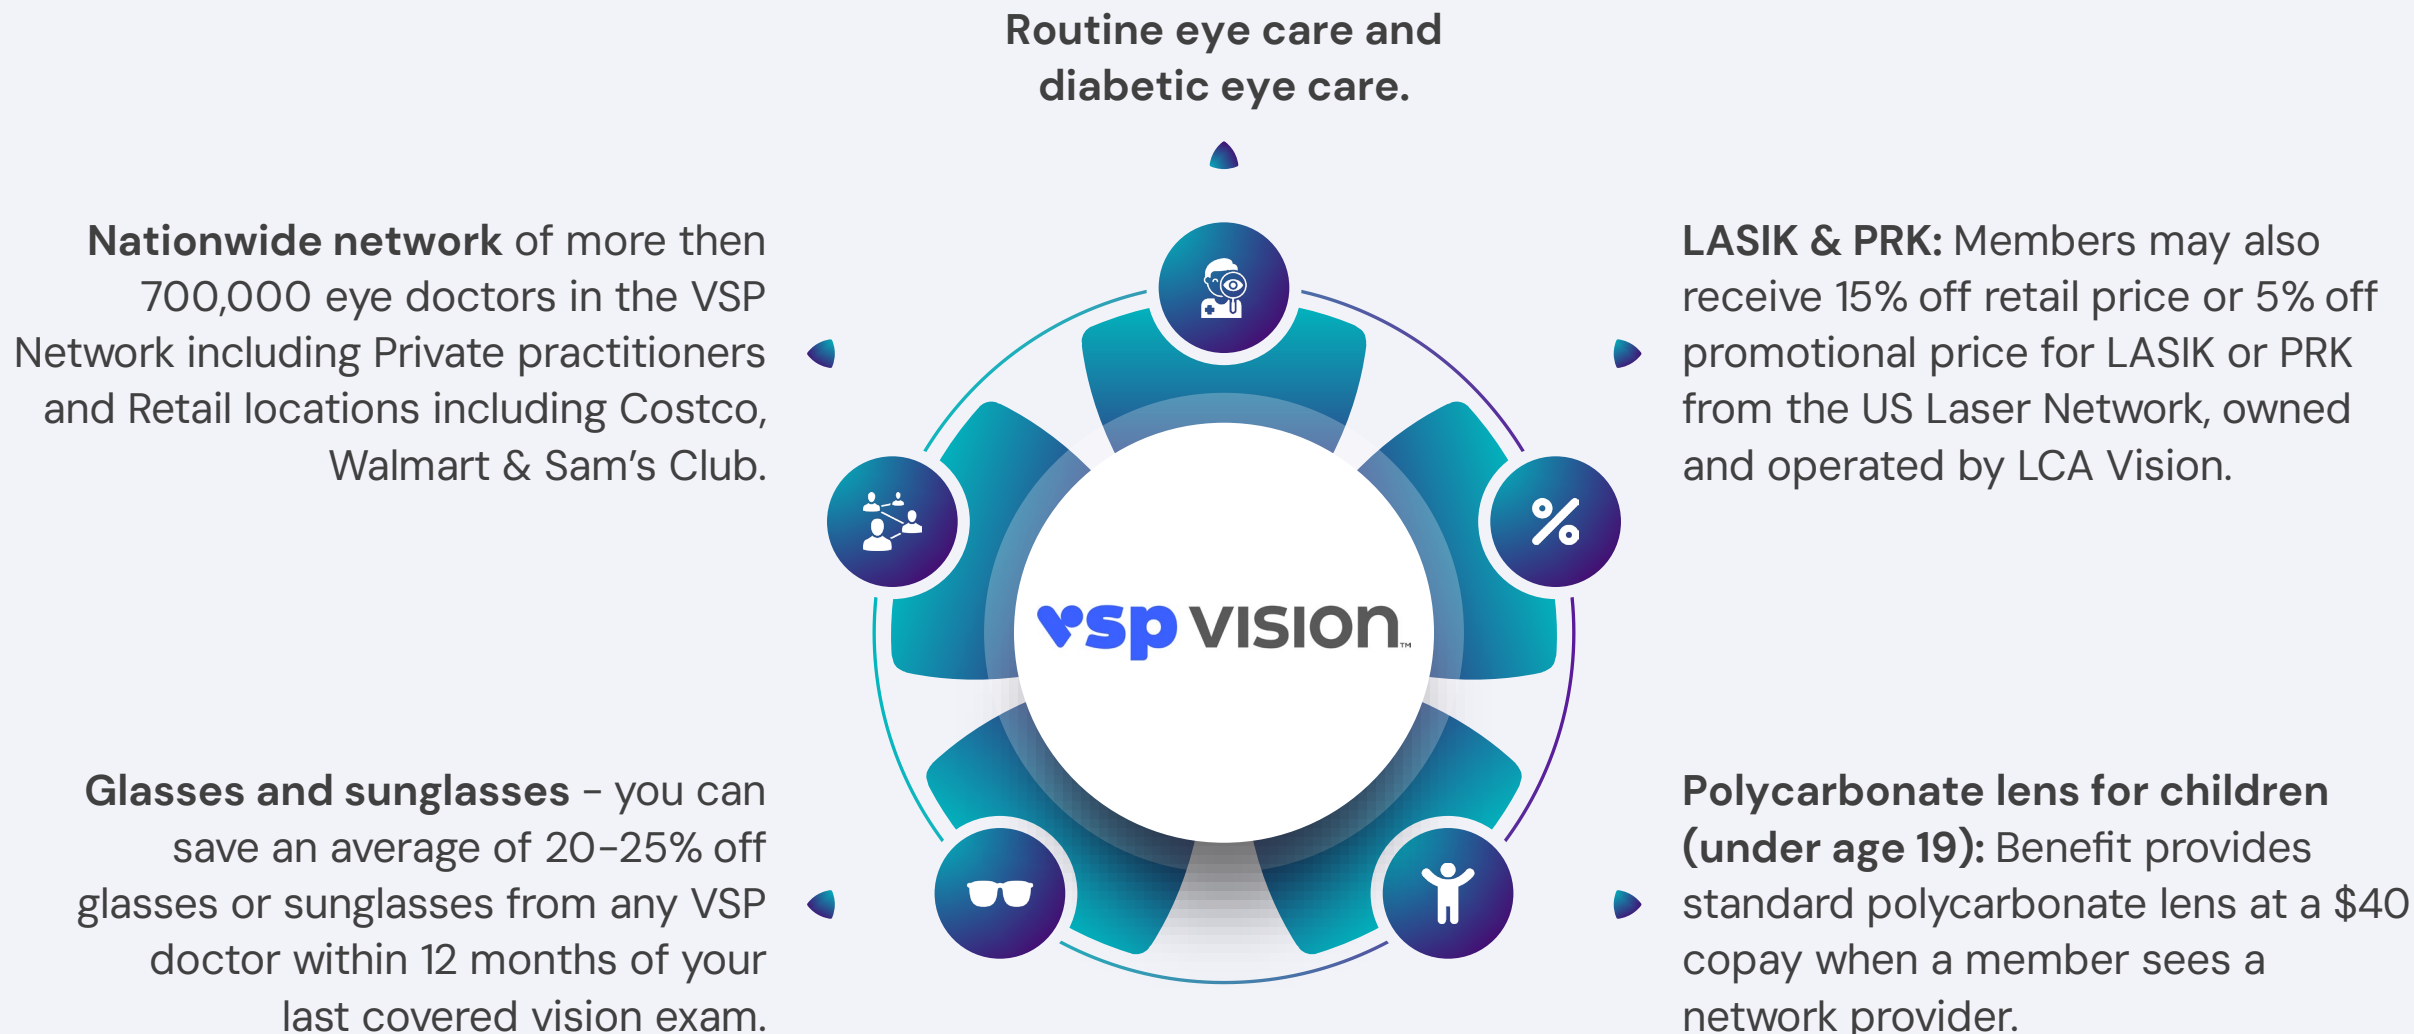 Routine eye care and
diabetic eye care.
Nationwide network of more then
700,000 eye doctors in the VSP
Network including Private practitioners
and Retail locations including Costco,
Walmart & Sam’s Club.
LASIK & PRK: Members may also
receive 15% off retail price or 5% off
promotional price for LASIK or PRK
from the US Laser Network, owned
and operated by LCA Vision.
%
vsp VISION™
Glasses and sunglasses - you can
save an average of 20-25% off
glasses or sunglasses from any VSP
doctor within 12 months of your
last covered vision exam.
Polycarbonate lens for children
(under age 19): Benefit provides
standard polycarbonate lens at a $40
copay when a member sees a
network provider.